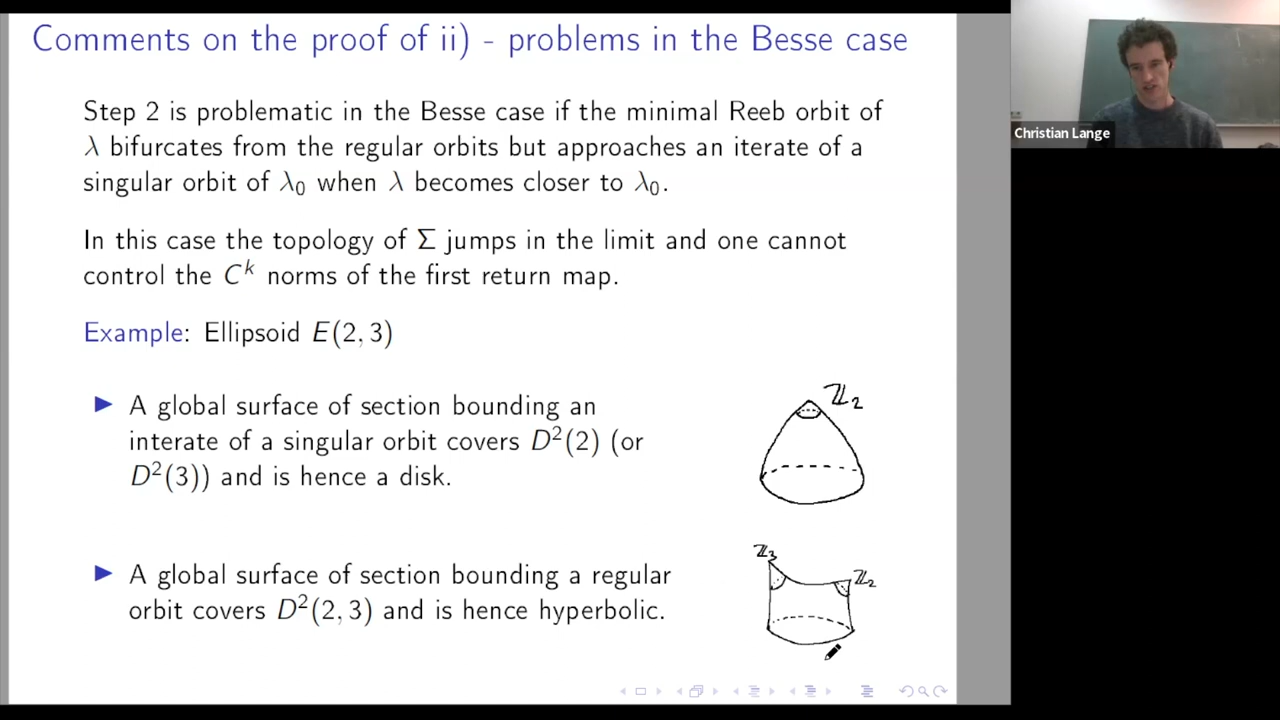 Comments on the proof of ii) - problems in the Besse case
Step 2 is problematic in the Besse case if the minimal Reeb orbit of
λ bifurcates from the regular orbits but approaches an iterate of a
singular orbit of λ₀ when λ becomes closer to λ₀.
In this case the topology of Σ jumps in the limit and one cannot
control the Cᵏ norms of the first return map.
Example: Ellipsoid E(2, 3)
▶ A global surface of section bounding an
interate of a singular orbit covers D²(2) (or
D²(3)) and is hence a disk.
ℤ₂
▶ A global surface of section bounding a regular
orbit covers D²(2, 3) and is hence hyperbolic.
ℤ₃
ℤ₂
Christian Lange